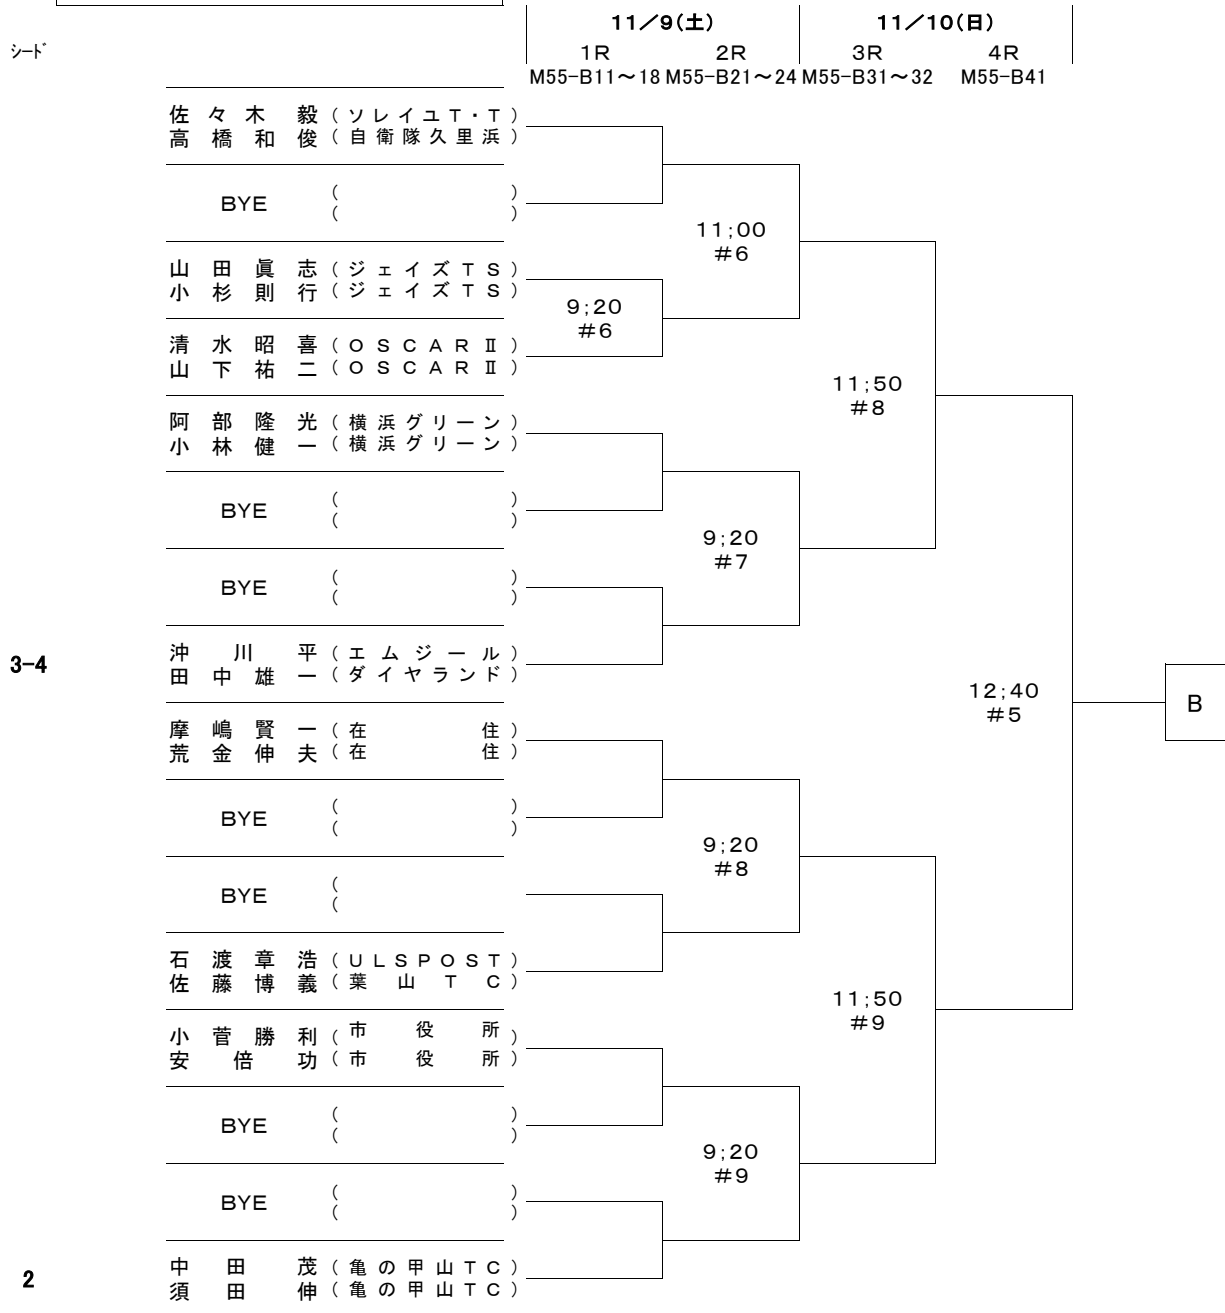 11／9(土) 11／10(日)
シード 1R 2R 3R 4R
M55-B11～18 M55-B21～24 M55-B31～32 M55-B41
佐々木 毅 (ソレイユT・T)
高橋和俊 (自衛隊久里浜)
BYE ( )
( )
11;00
#6
山田眞志 (ジェイズTS)
小杉則行 (ジェイズTS)
9;20
#6
清水昭喜 (OSCARⅡ)
山下祐二 (OSCARⅡ)
11;50
#8
阿部隆光 (横浜グリーン)
小林健一 (横浜グリーン)
BYE ( )
( )
9;20
#7
BYE ( )
( )
3-4
沖川平 (エムジール)
田中雄一 (ダイヤランド)
12;40
#5
B
摩嶋賢一 (在住)
荒金伸夫 (在住)
BYE ( )
( )
9;20
#8
BYE (
(
石渡章浩 (ULSPOST)
佐藤博義 (葉山TC)
11;50
#9
小菅勝利 (市役所)
安倍功 (市役所)
BYE ( )
( )
9;20
#9
BYE ( )
( )
2
中田茂 (亀の甲山TC)
須田伸 (亀の甲山TC)